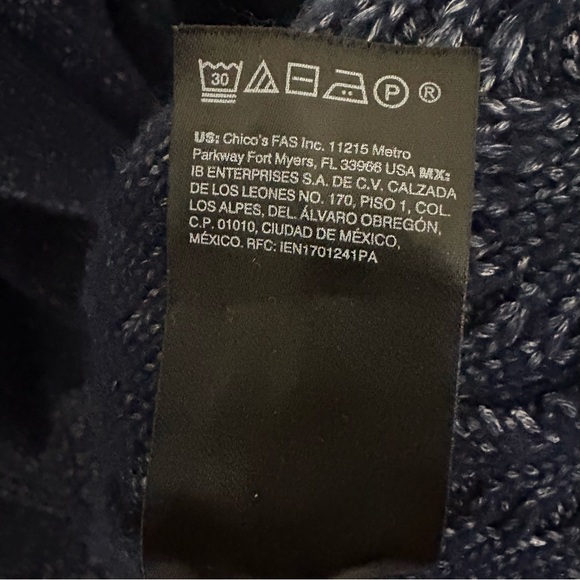 30 P ®
US: Chico's FAS Inc. 11215 Metro
Parkway Fort Myers, FL 33966 USA MX:
IB ENTERPRISES S.A. DE C.V. CALZADA
DE LOS LEONES NO. 170, PISO 1, COL.
LOS ALPES, DEL. ÁLVARO OBREGÓN,
C.P. 01010, CIUDAD DE MÉXICO,
MÉXICO. RFC: IEN1701241PA